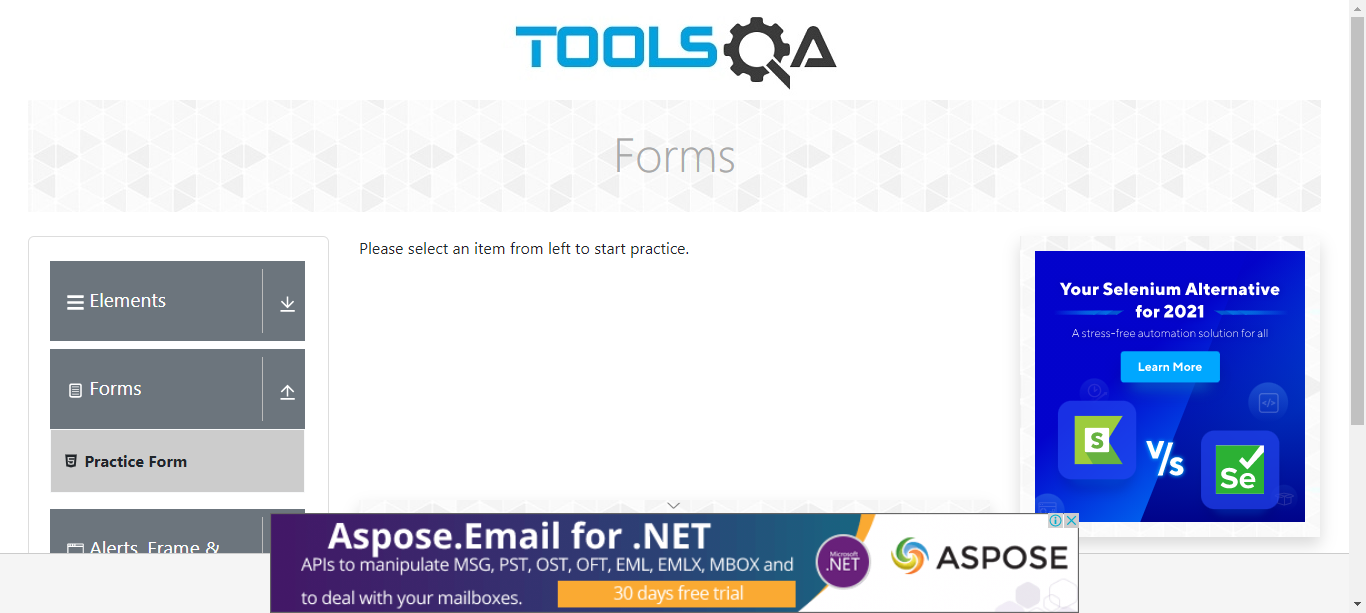 TOOLSQA
Forms
Elements
Forms
Practice Form
Alerts, Frame &
Please select an item from left to start practice.
Your Selenium Alternative
for 2021
A stress-free automation solution for all
Learn More
S
V/s
Se
</>
Aspose.Email for .NET
APIs to manipulate MSG, PST, OST, OFT, EML, EMLX, MBOX and
to deal with your mailboxes.
30 days free trial
Microsoft
.NET
ASPOSE